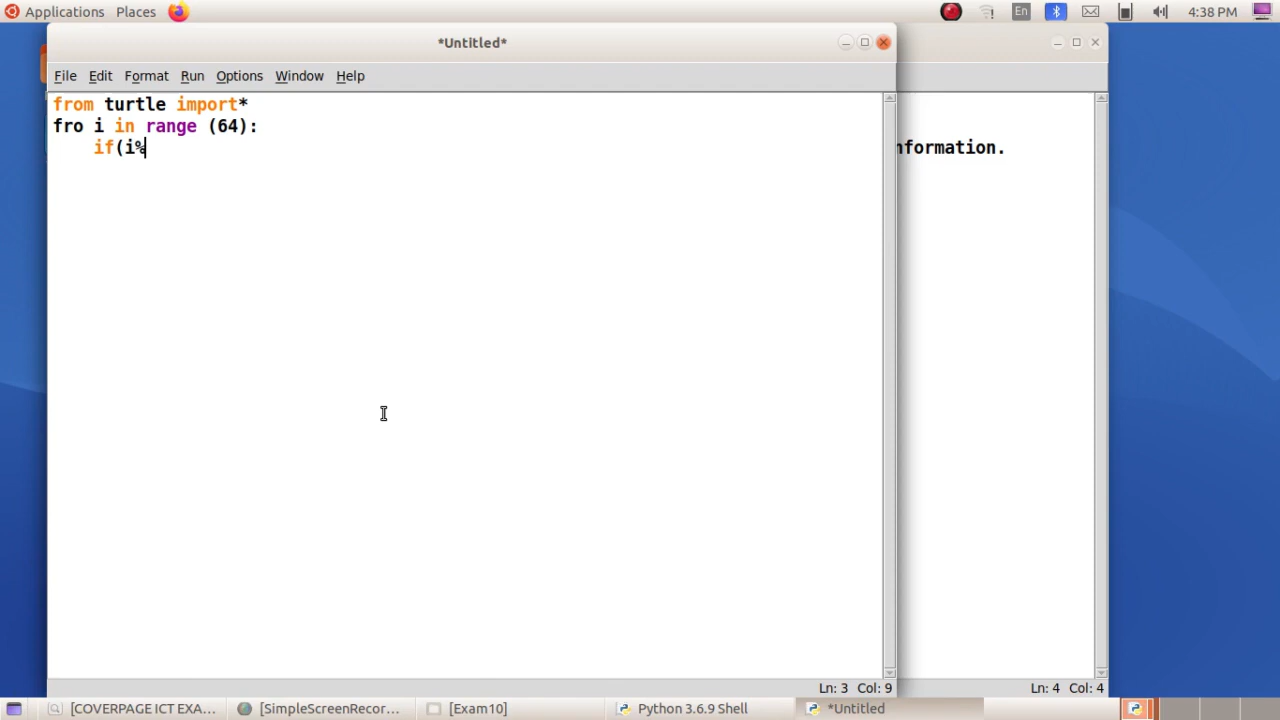 Applications Places En 4:38 PM
*Untitled*
File Edit Format Run Options Window Help
from turtle import*
fro i in range (64):
if(i%
nformation.
Ln: 3 Col: 9
Ln: 4 Col: 4
[COVERPAGE ICT EXA... [SimpleScreenRecor... [Exam10] Python 3.6.9 Shell *Untitled